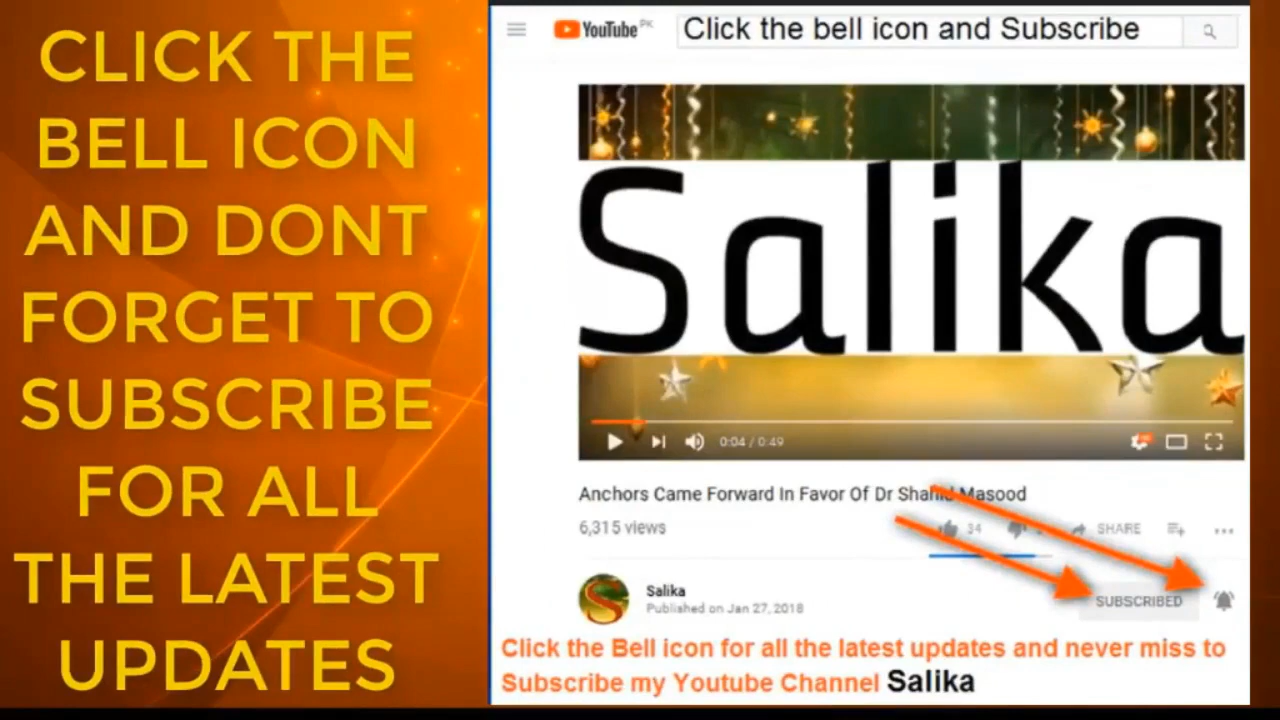 CLICK THE
BELL ICON
AND DONT
FORGET TO
SUBSCRIBE
FOR ALL
THE LATEST
UPDATES
YouTube PK
Click the bell icon and Subscribe
Salika
0:04 / 0:49
Anchors Came Forward In Favor Of Dr Shahid Masood
6,315 views
34
SHARE
Salika
SUBSCRIBED
Published on Jan 27, 2018
Click the Bell icon for all the latest updates and never miss to
Subscribe my Youtube Channel Salika